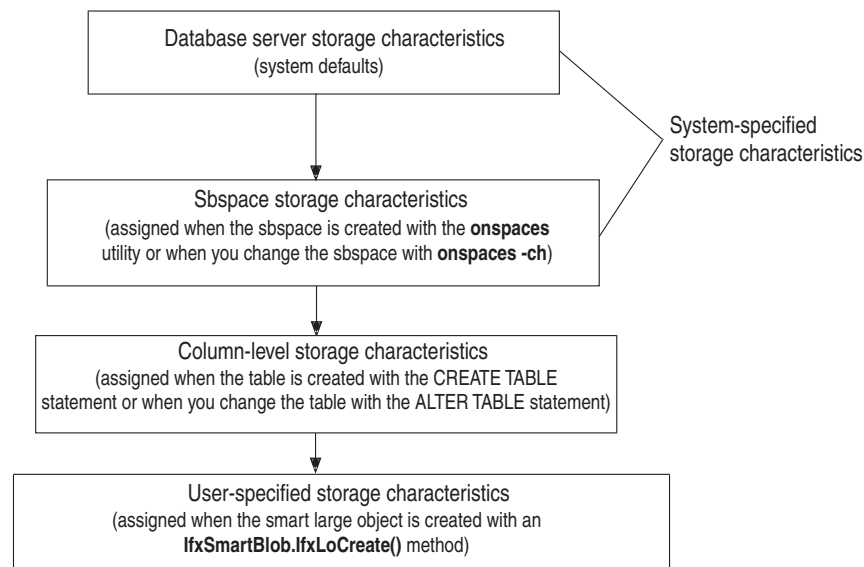 Database server storage characteristics
(system defaults)
System-specified
storage characteristics
Sbspace storage characteristics
(assigned when the sbspace is created with the onspaces
utility or when you change the sbspace with onspaces -ch)
Column-level storage characteristics
(assigned when the table is created with the CREATE TABLE
statement or when you change the table with the ALTER TABLE statement)
User-specified storage characteristics
(assigned when the smart large object is created with an
IfxSmartBlob.IfxLoCreate() method)